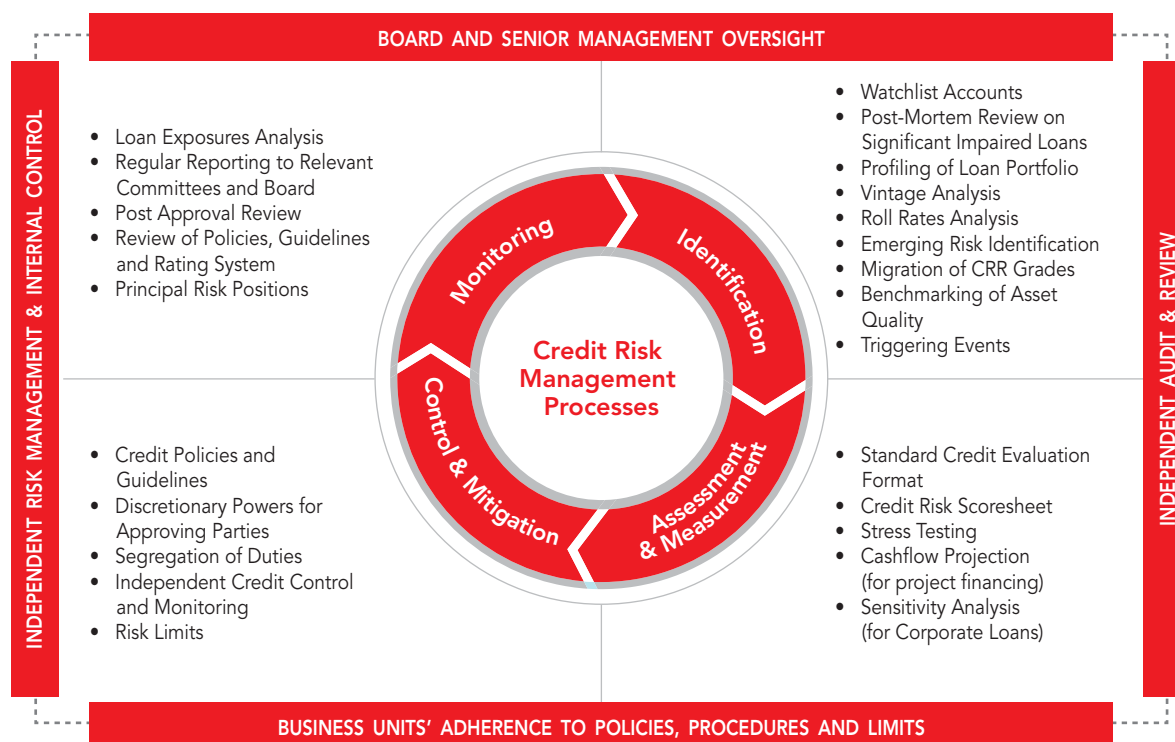 BOARD AND SENIOR MANAGEMENT OVERSIGHT
INDEPENDENT RISK MANAGEMENT & INTERNAL CONTROL
• Loan Exposures Analysis
• Regular Reporting to Relevant
Committees and Board
• Post Approval Review
• Review of Policies, Guidelines
and Rating System
• Principal Risk Positions
• Watchlist Accounts
• Post-Mortem Review on
Significant Impaired Loans
• Profiling of Loan Portfolio
• Vintage Analysis
• Roll Rates Analysis
• Emerging Risk Identification
• Migration of CRR Grades
• Benchmarking of Asset
Quality
• Triggering Events
Monitoring
Identification
Credit Risk
Management
Processes
Control & Mitigation
Assessment
& Measurement
• Credit Policies and
Guidelines
• Discretionary Powers for
Approving Parties
• Segregation of Duties
• Independent Credit Control
and Monitoring
• Risk Limits
• Standard Credit Evaluation
Format
• Credit Risk Scoresheet
• Stress Testing
• Cashflow Projection
(for project financing)
• Sensitivity Analysis
(for Corporate Loans)
INDEPENDENT AUDIT & REVIEW
BUSINESS UNITS' ADHERENCE TO POLICIES, PROCEDURES AND LIMITS